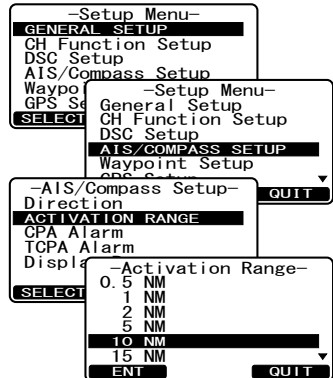 -Setup Menu-
GENERAL SETUP
CH Function Setup
DSC Setup
AIS/Compass Setup
SELECT
-Setup Menu-
General Setup
CH Function Setup
DSC Setup
AIS/COMPASS SETUP
Waypoint Setup
QUIT
-AIS/Compass Setup-
Direction
ACTIVATION RANGE
CPA Alarm
TCPA Alarm
SELECT
-Activation Range-
0.5 NM
1 NM
2 NM
5 NM
10 NM
15 NM
ENT QUIT